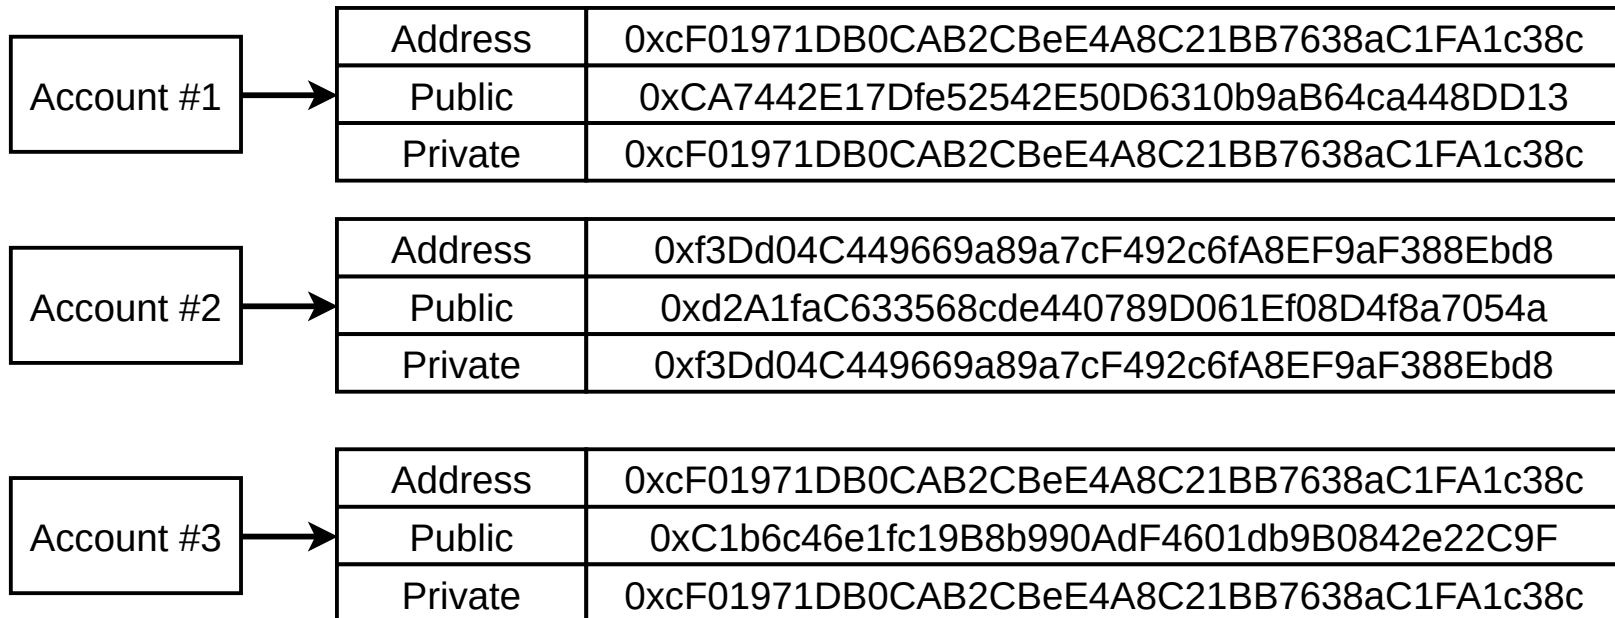 Account #1
Address 0xcF01971DB0CAB2CBeE4A8C21BB7638aC1FA1c38c
Public 0xCA7442E17Dfe52542E50D6310b9aB64ca448DD13
Private 0xcF01971DB0CAB2CBeE4A8C21BB7638aC1FA1c38c
Account #2
Address 0xf3Dd04C449669a89a7cF492c6fA8EF9aF388Ebd8
Public 0xd2A1faC633568cde440789D061Ef08D4f8a7054a
Private 0xf3Dd04C449669a89a7cF492c6fA8EF9aF388Ebd8
Account #3
Address 0xcF01971DB0CAB2CBeE4A8C21BB7638aC1FA1c38c
Public 0xC1b6c46e1fc19B8b990AdF4601db9B0842e22C9F
Private 0xcF01971DB0CAB2CBeE4A8C21BB7638aC1FA1c38c